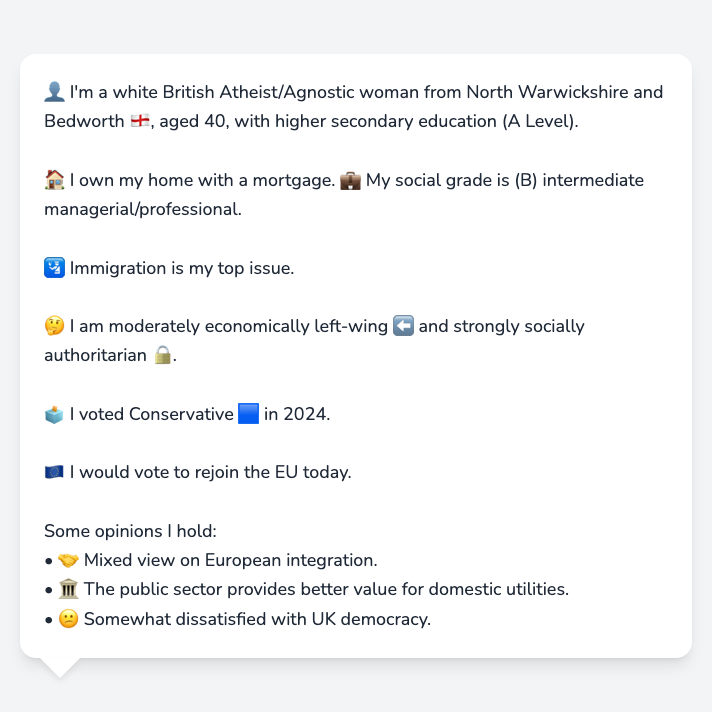 👤 I'm a white British Atheist/Agnostic woman from North Warwickshire and
Bedworth 🏴󠁧󠁢󠁥󠁮󠁧󠁿, aged 40, with higher secondary education (A Level).
🏠 I own my home with a mortgage. 💼 My social grade is (B) intermediate
managerial/professional.
🛂 Immigration is my top issue.
🤔 I am moderately economically left-wing ⬅️ and strongly socially
authoritarian 🔒.
🗳️ I voted Conservative 🟦 in 2024.
🇪🇺 I would vote to rejoin the EU today.
Some opinions I hold:
• 🤝 Mixed view on European integration.
• 🏛️ The public sector provides better value for domestic utilities.
• 😕 Somewhat dissatisfied with UK democracy.